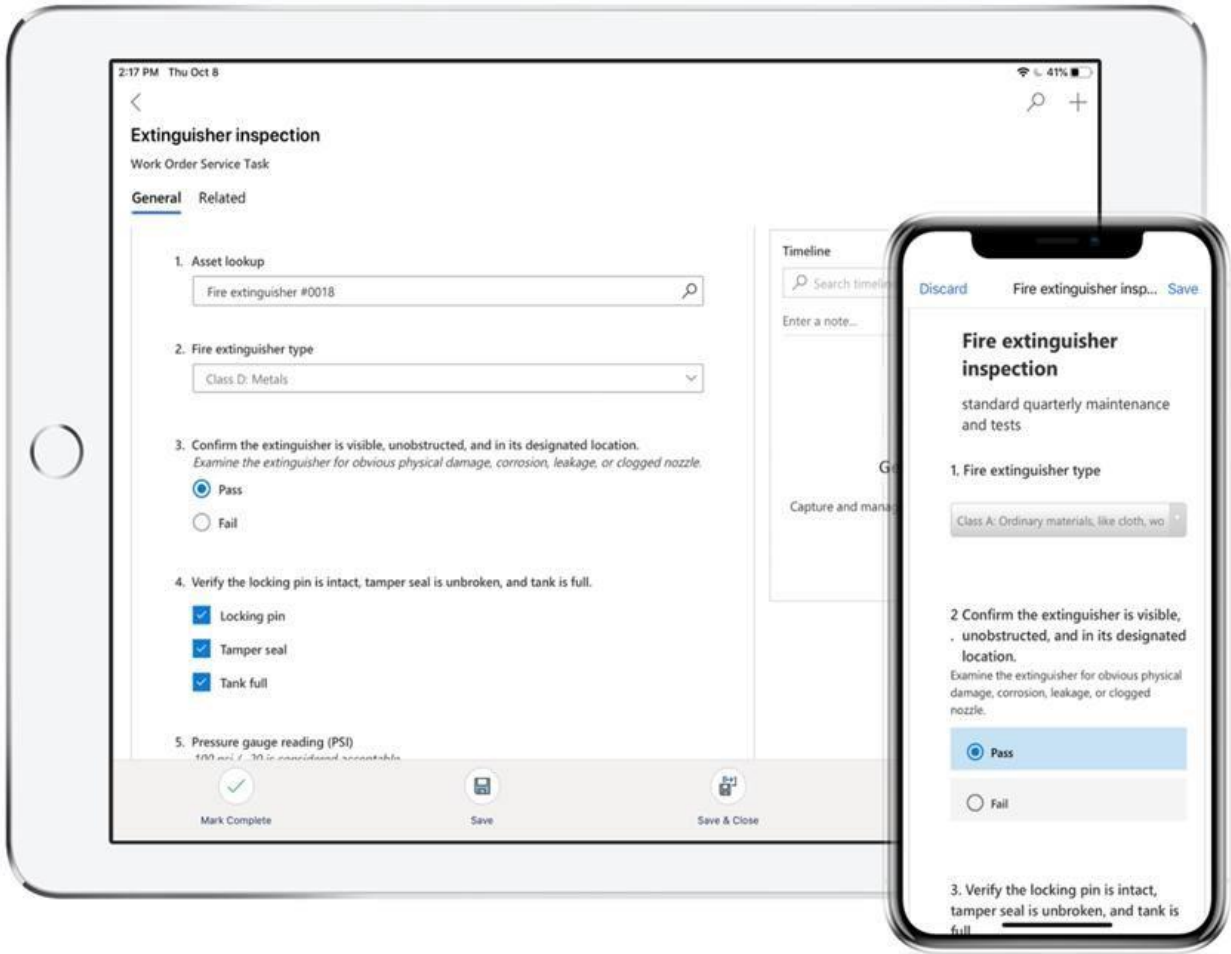 2:17 PM Thu Oct 8
41%
Extinguisher inspection
Work Order Service Task
General Related
1. Asset lookup
Fire extinguisher #0018
2. Fire extinguisher type
Class D: Metals
3. Confirm the extinguisher is visible, unobstructed, and in its designated location.
Examine the extinguisher for obvious physical damage, corrosion, leakage, or clogged nozzle.
Pass
Fail
4. Verify the locking pin is intact, tamper seal is unbroken, and tank is full.
Locking pin
Tamper seal
Tank full
5. Pressure gauge reading (PSI)
is considered acceptable
Mark Complete
Save
Save & Close
Timeline
Search timelin
Enter a note...
Ge
Capture and manag
Discard
Fire extinguisher insp...
Save
Fire extinguisher
inspection
standard quarterly maintenance
and tests
1. Fire extinguisher type
Class A: Ordinary materials, like cloth, wo
2 Confirm the extinguisher is visible,
. unobstructed, and in its designated
location.
Examine the extinguisher for obvious physical
damage, corrosion, leakage, or clogged
nozzle.
Pass
Fail
3. Verify the locking pin is intact,
tamper seal is unbroken, and tank is
full